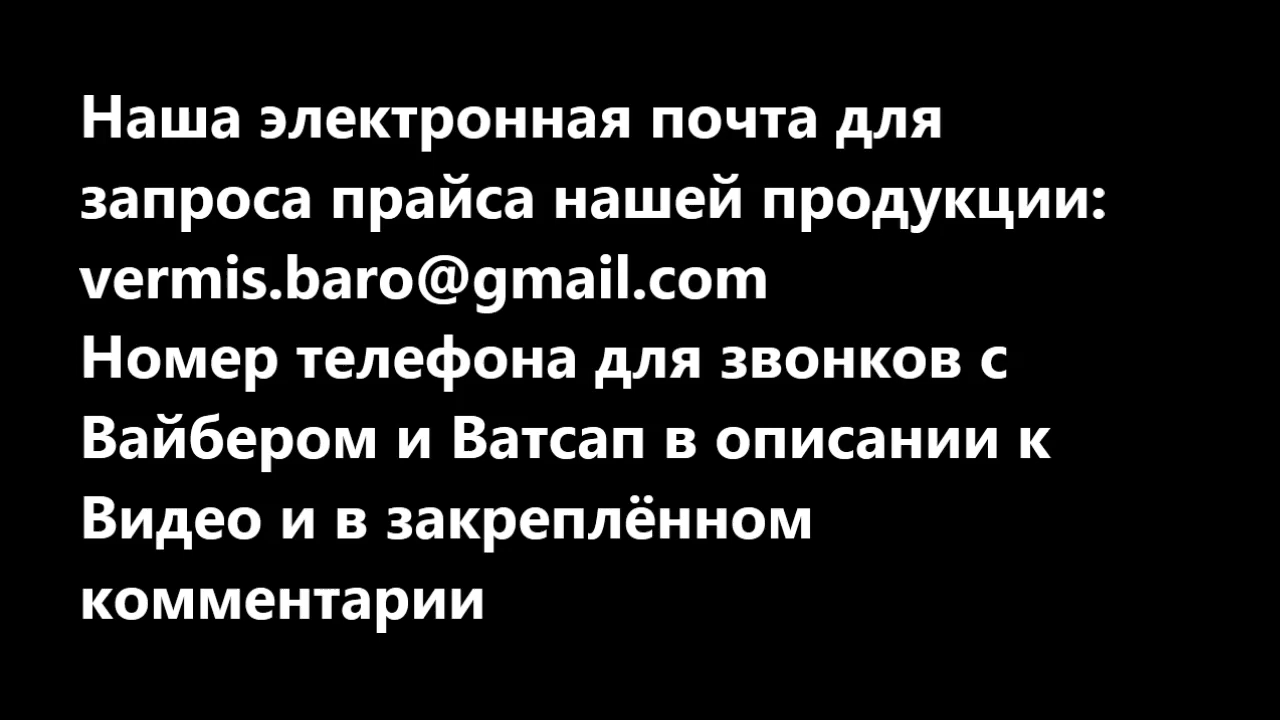 Наша электронная почта для
запроса прайса нашей продукции:
vermis.baro@gmail.com
Номер телефона для звонков с
Вайбером и Ватсап в описании к
Видео и в закреплённом
комментарии